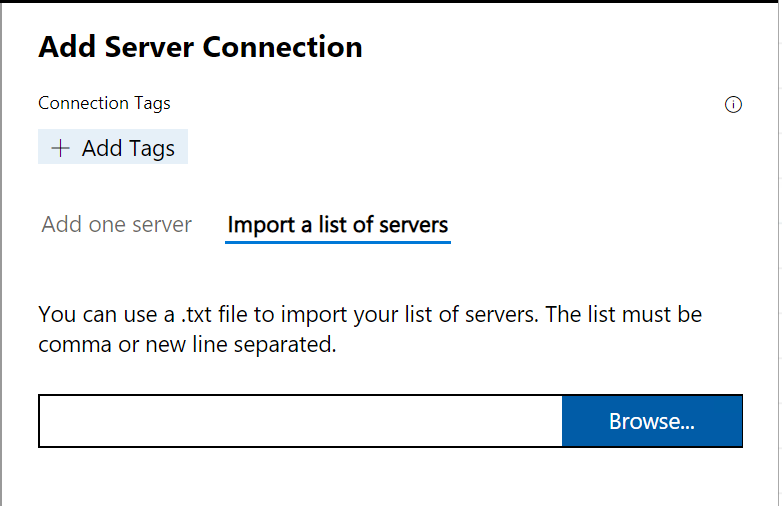 Add Server Connection
Connection Tags
+ Add Tags
Add one server Import a list of servers
You can use a .txt file to import your list of servers. The list must be
comma or new line separated.
Browse...